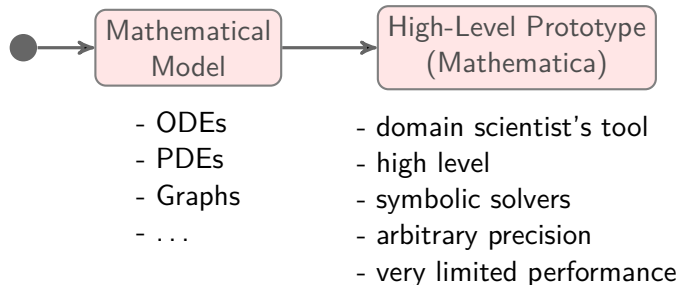 Mathematical
Model
High-Level Prototype
(Mathematica)
- ODEs
- PDEs
- Graphs
- . . .
- domain scientist's tool
- high level
- symbolic solvers
- arbitrary precision
- very limited performance